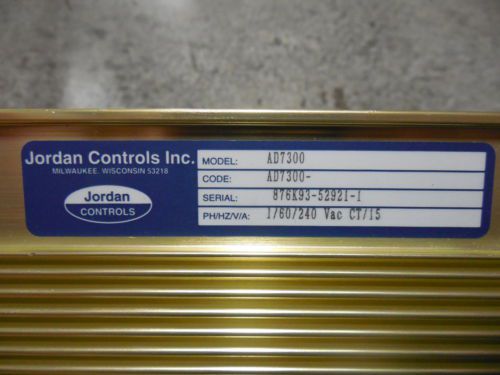 Jordan Controls Inc.
MILWAUKEE, WISCONSIN 53218
Jordan
CONTROLS
MODEL: AD7300
CODE: AD7300-
SERIAL: 876K93-52921-1
PH/HZ/V/A: 1/60/240 Vac CT/15